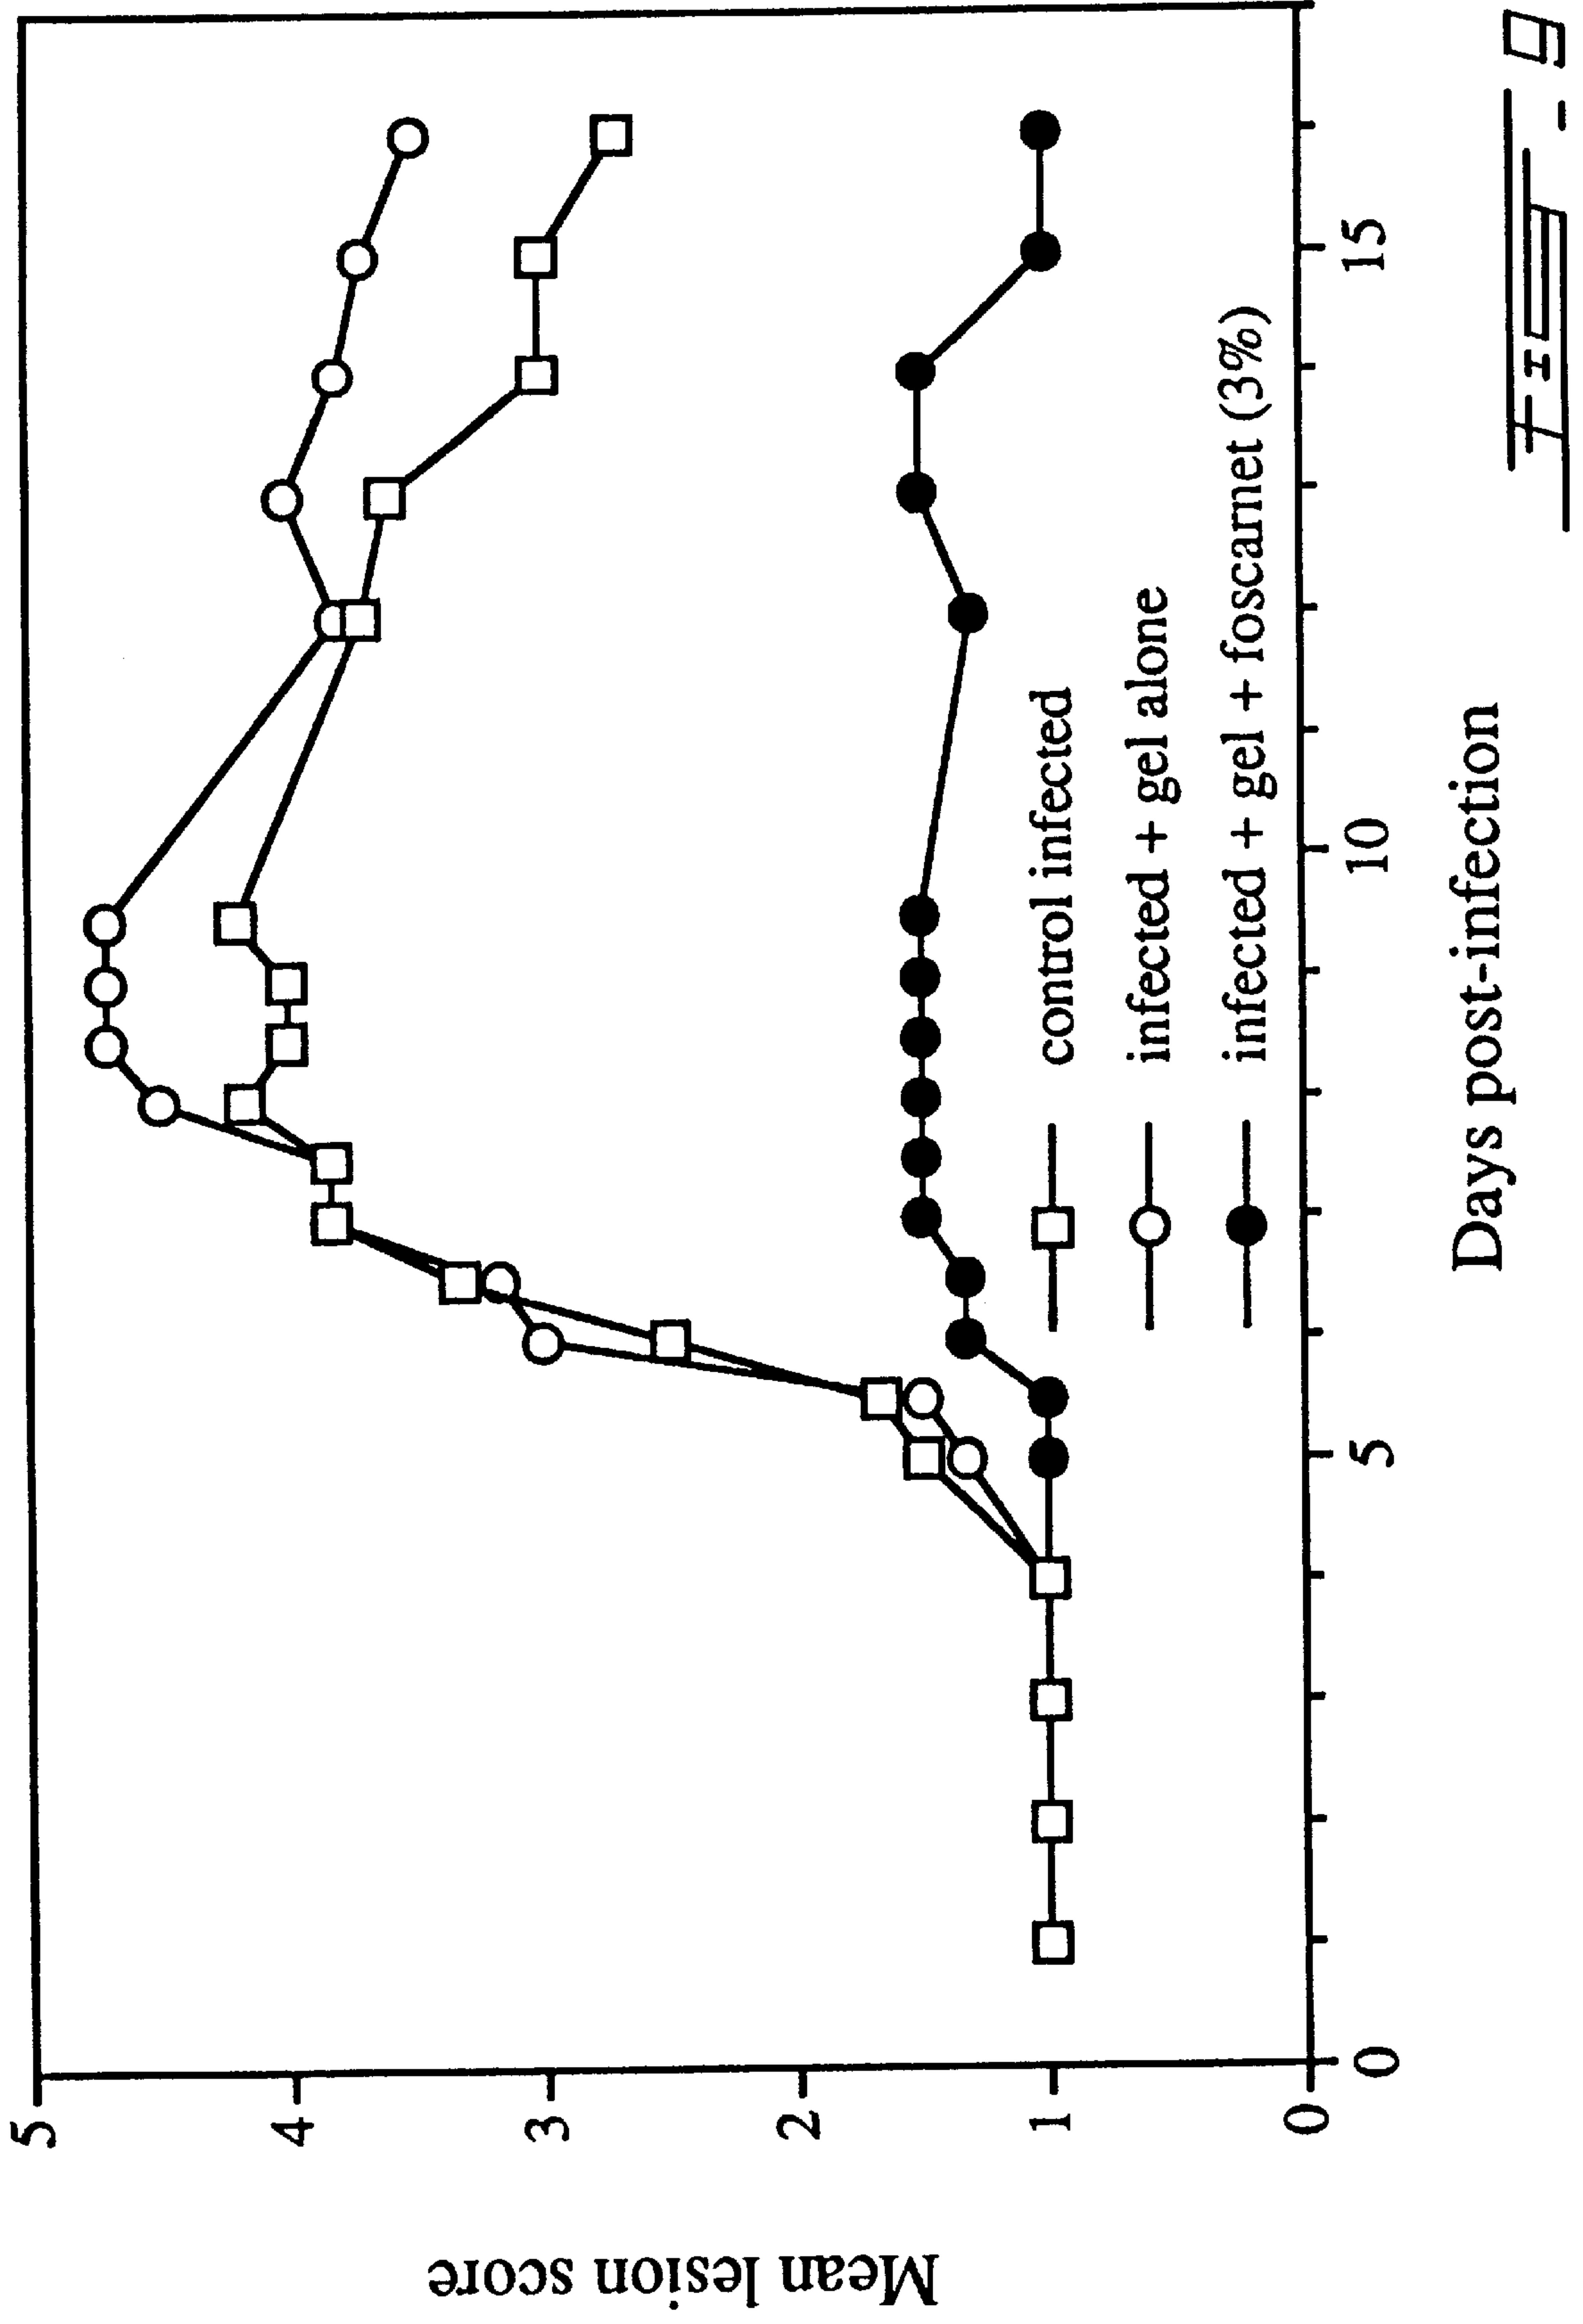 Mean lesion score
5
4
3
2
1
0
control infected
infected + gel alone
infected + gel + foscarnet (3%)
0
5
10
15
Days post-infection
FIG - 9